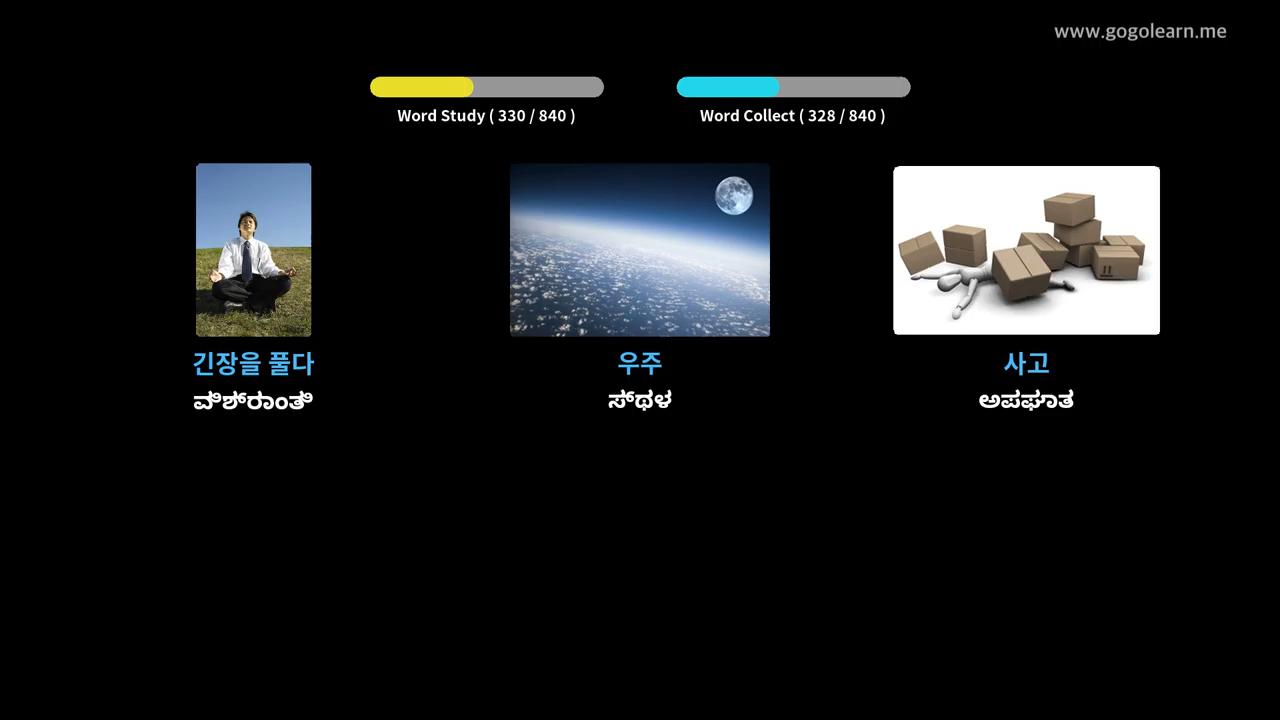 www.gogolearn.me
Word Study ( 330 / 840 )
Word Collect ( 328 / 840 )
긴장을 풀다
우주
사고
ವಿಶ್ರಾಂತಿ
ಸ್ಥಳ
ಅಪಘಾತ